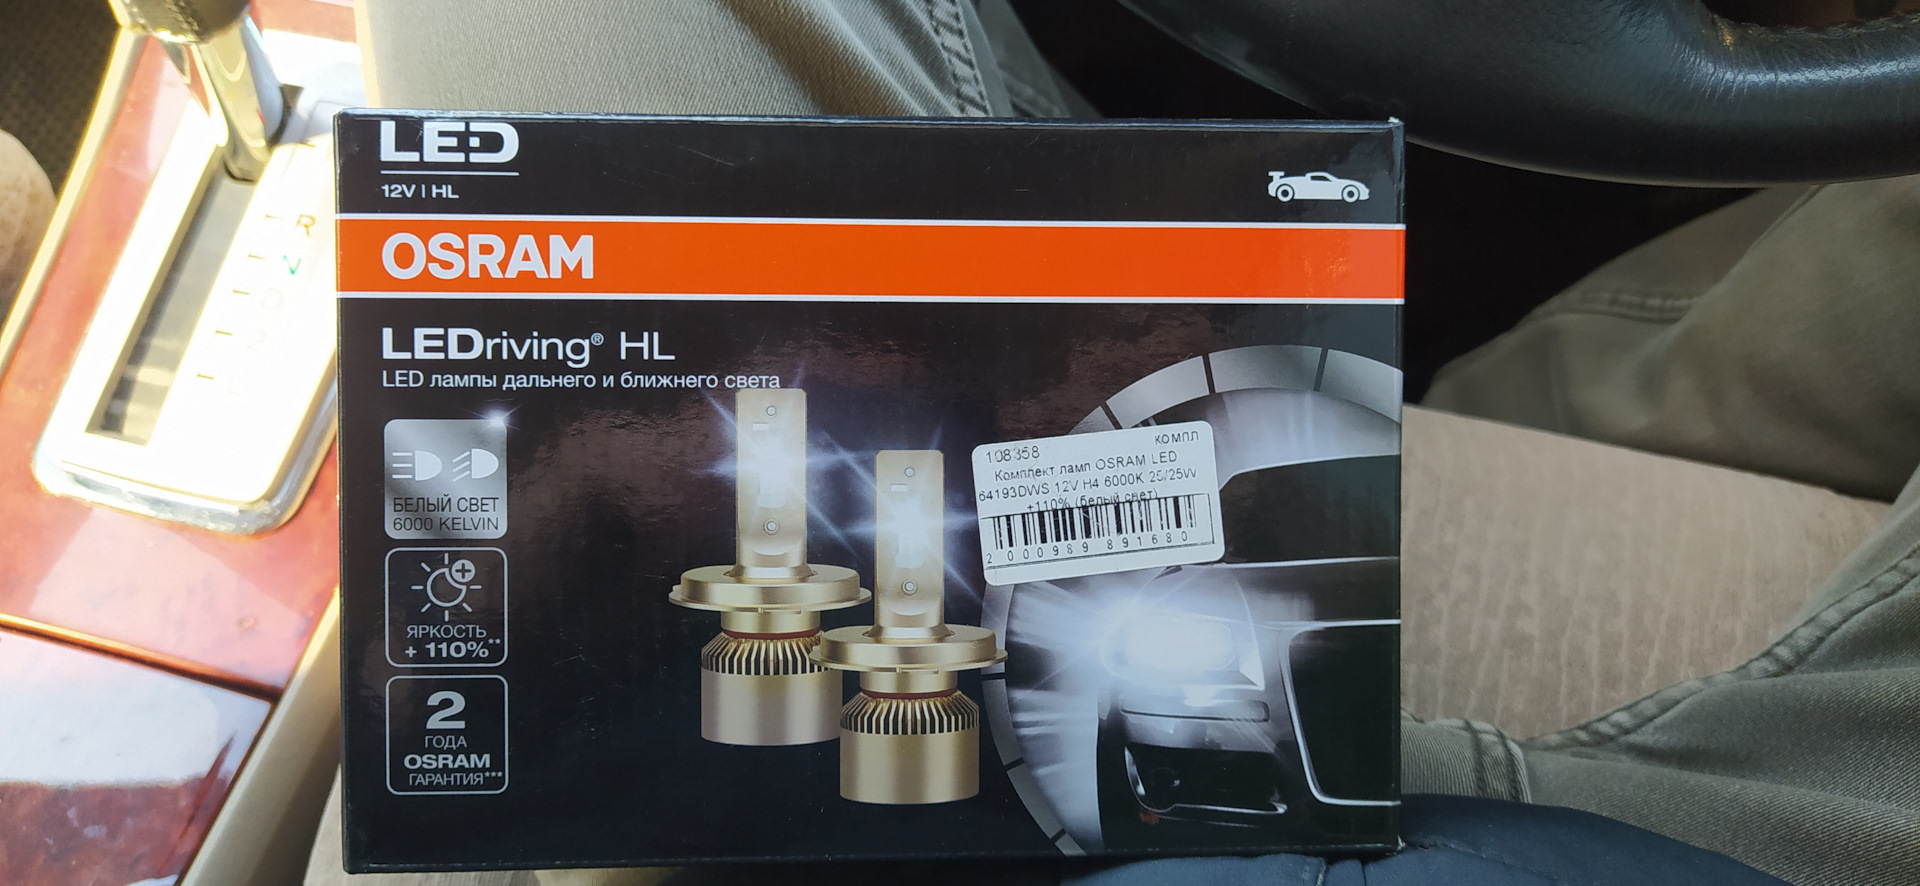 LED
12V | HL
OSRAM
LEDriving® HL
LED лампы дальнего и ближнего света
БЕЛЫЙ СВЕТ
6000 KELVIN
ЯРКОСТЬ
+ 110%**
2
ГОДА
OSRAM
ГАРАНТИЯ***
108358
КОМПЛ
Комплект ламп OSRAM LED
64193DWS 12V H4 6000K 25/25W
+110% (белый свет)
2 000989 891680
R
N
D
2